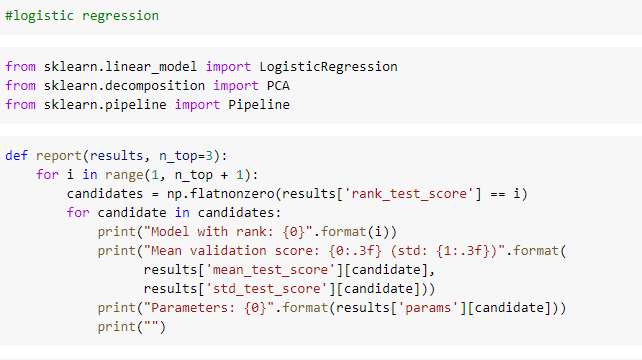 #logistic regression
from sklearn.linear_model import LogisticRegression
from sklearn.decomposition import PCA
from sklearn.pipeline import Pipeline
def report(results, n_top=3):
    for i in range(1, n_top + 1):
        candidates = np.flatnonzero(results['rank_test_score'] == i)
        for candidate in candidates:
            print("Model with rank: {0}".format(i))
            print("Mean validation score: {0:.3f} (std: {1:.3f})".format(
                  results['mean_test_score'][candidate],
                  results['std_test_score'][candidate]))
            print("Parameters: {0}".format(results['params'][candidate]))
            print("")